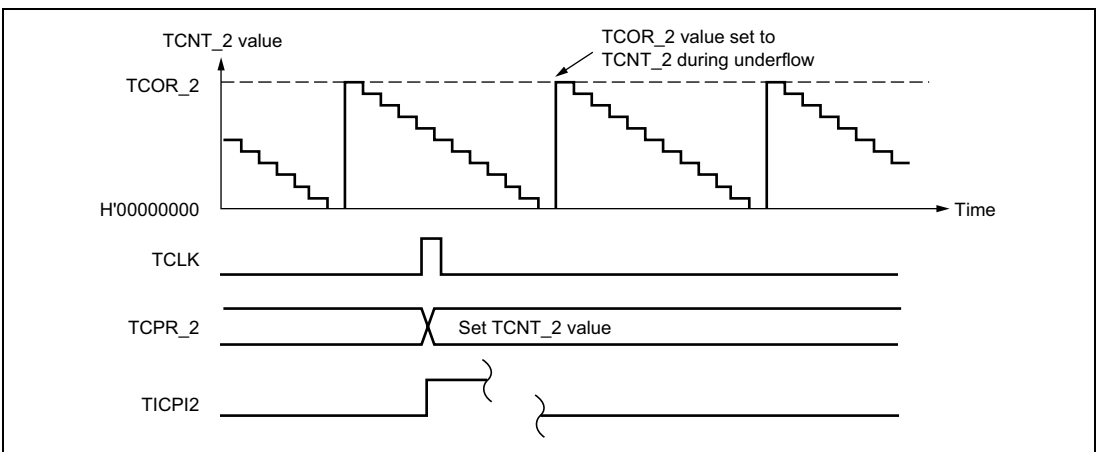 TCNT_2 value
TCOR_2 value set to
TCNT_2 during underflow
TCOR_2
H'00000000
Time
TCLK
TCPR_2
Set TCNT_2 value
TICPI2